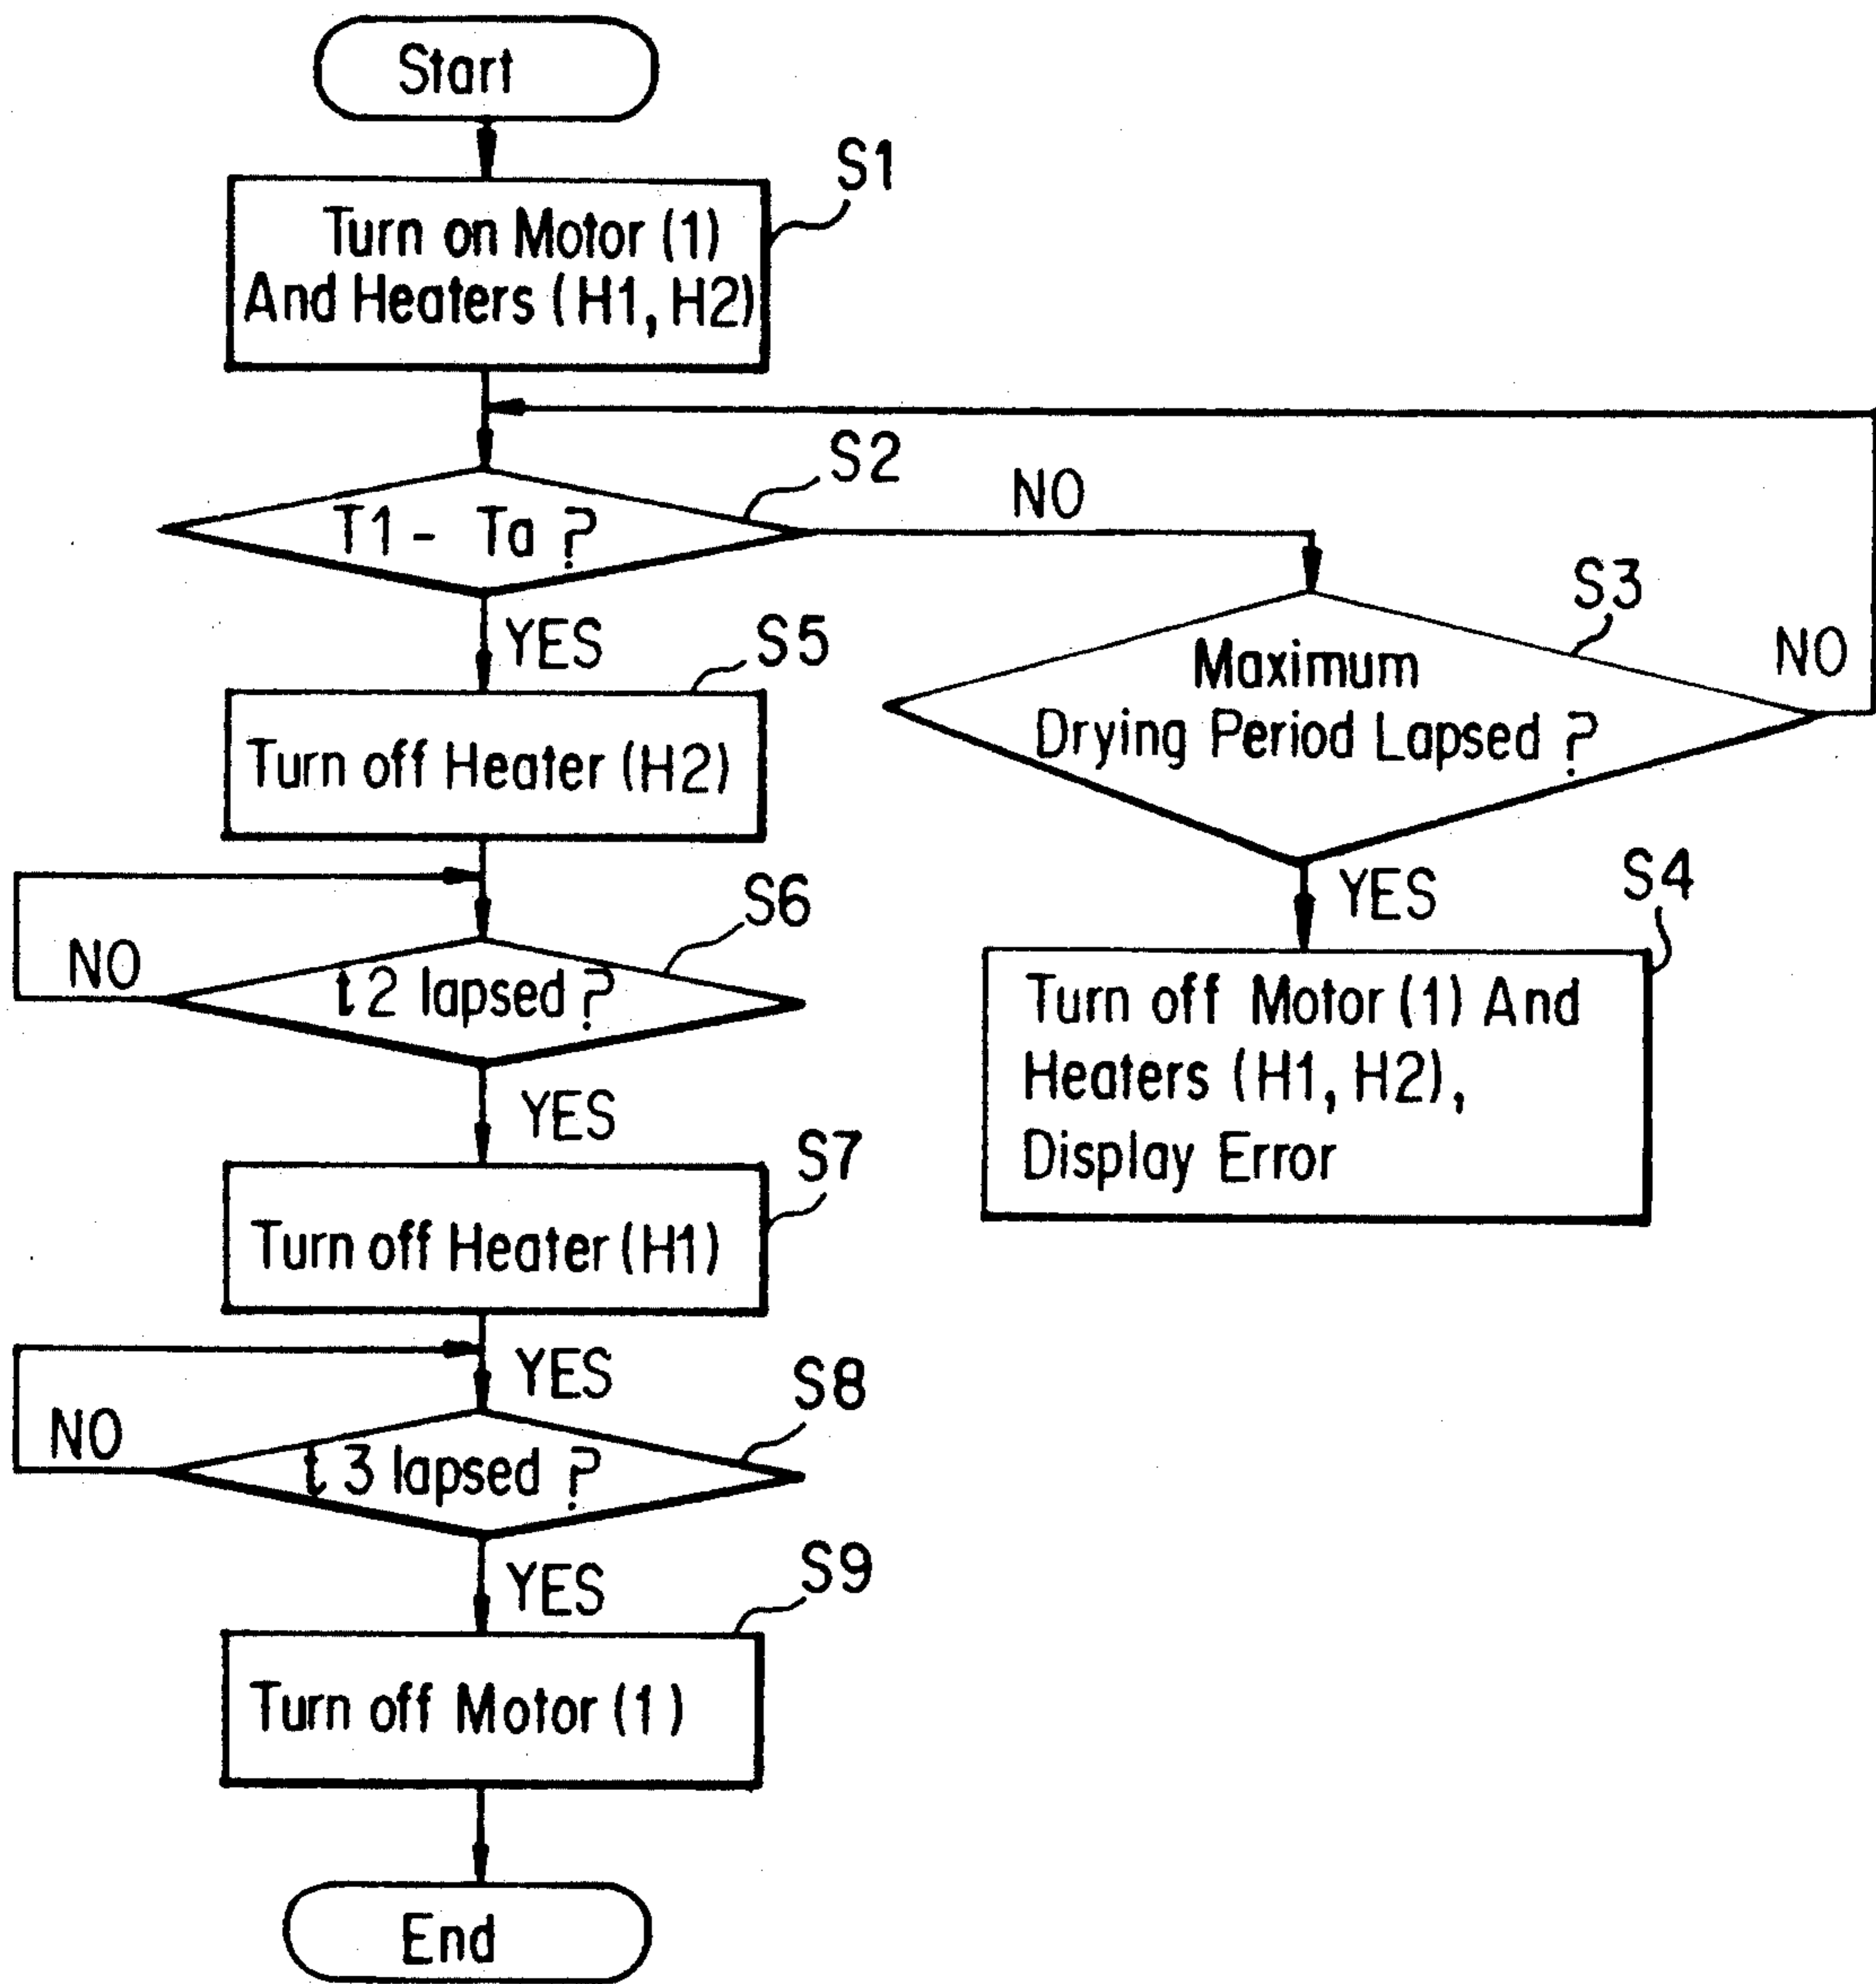 Start
S1
Turn on Motor (1)
And Heaters (H1, H2)
S2
T1 - Ta ?
NO
YES
S3
Maximum
Drying Period Lapsed ?
NO
YES
S4
Turn off Motor (1) And
Heaters (H1, H2),
Display Error
S5
Turn off Heater (H2)
S6
t2 lapsed ?
NO
YES
S7
Turn off Heater (H1)
YES
S8
t3 lapsed ?
NO
YES
S9
Turn off Motor (1)
End